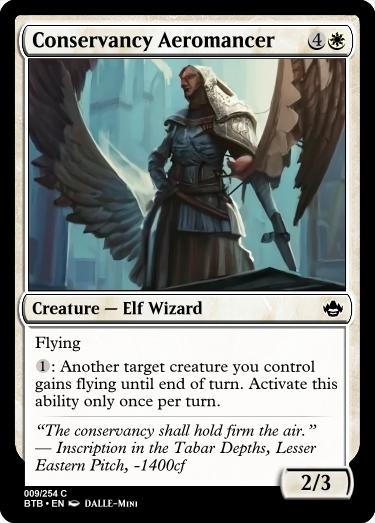 Conservancy Aeromancer 4
Creature — Elf Wizard
Flying
1: Another target creature you control
gains flying until end of turn. Activate this
ability only once per turn.
“The conservancy shall hold firm the air.”
— Inscription in the Tabar Depths, Lesser
Eastern Pitch, -1400cf
2/3
009/254 C
BTB • EN DALLE-Mini